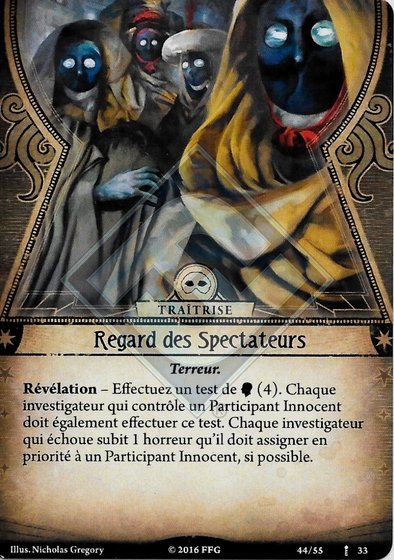 TRAÎTRISE
Regard des Spectateurs
Terreur.
Révélation – Effectuez un test de (4). Chaque
investigateur qui contrôle un Participant Innocent
doit également effectuer ce test. Chaque investigateur
qui échoue subit 1 horreur qu'il doit assigner en
priorité à un Participant Innocent, si possible.
Illus. Nicholas Gregory © 2016 FFG 44/55 33